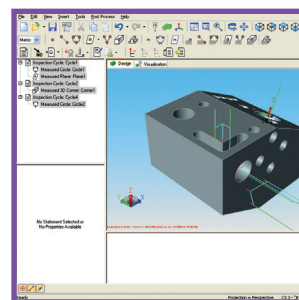 File Edit View Insert Tools Post Process Help
Metric
Design Visualisation
Inspection Cycle: Cycle1
Measured Circle: Circle1
Measured Plane: Plane1
Inspection Cycle: Cycle2
Measured 3D Corner: Corner1
Inspection Cycle: Cycle4
Measured Circle: Circle2
No Statement Selected or
No Properties Available
Ready
Projection = Perspective